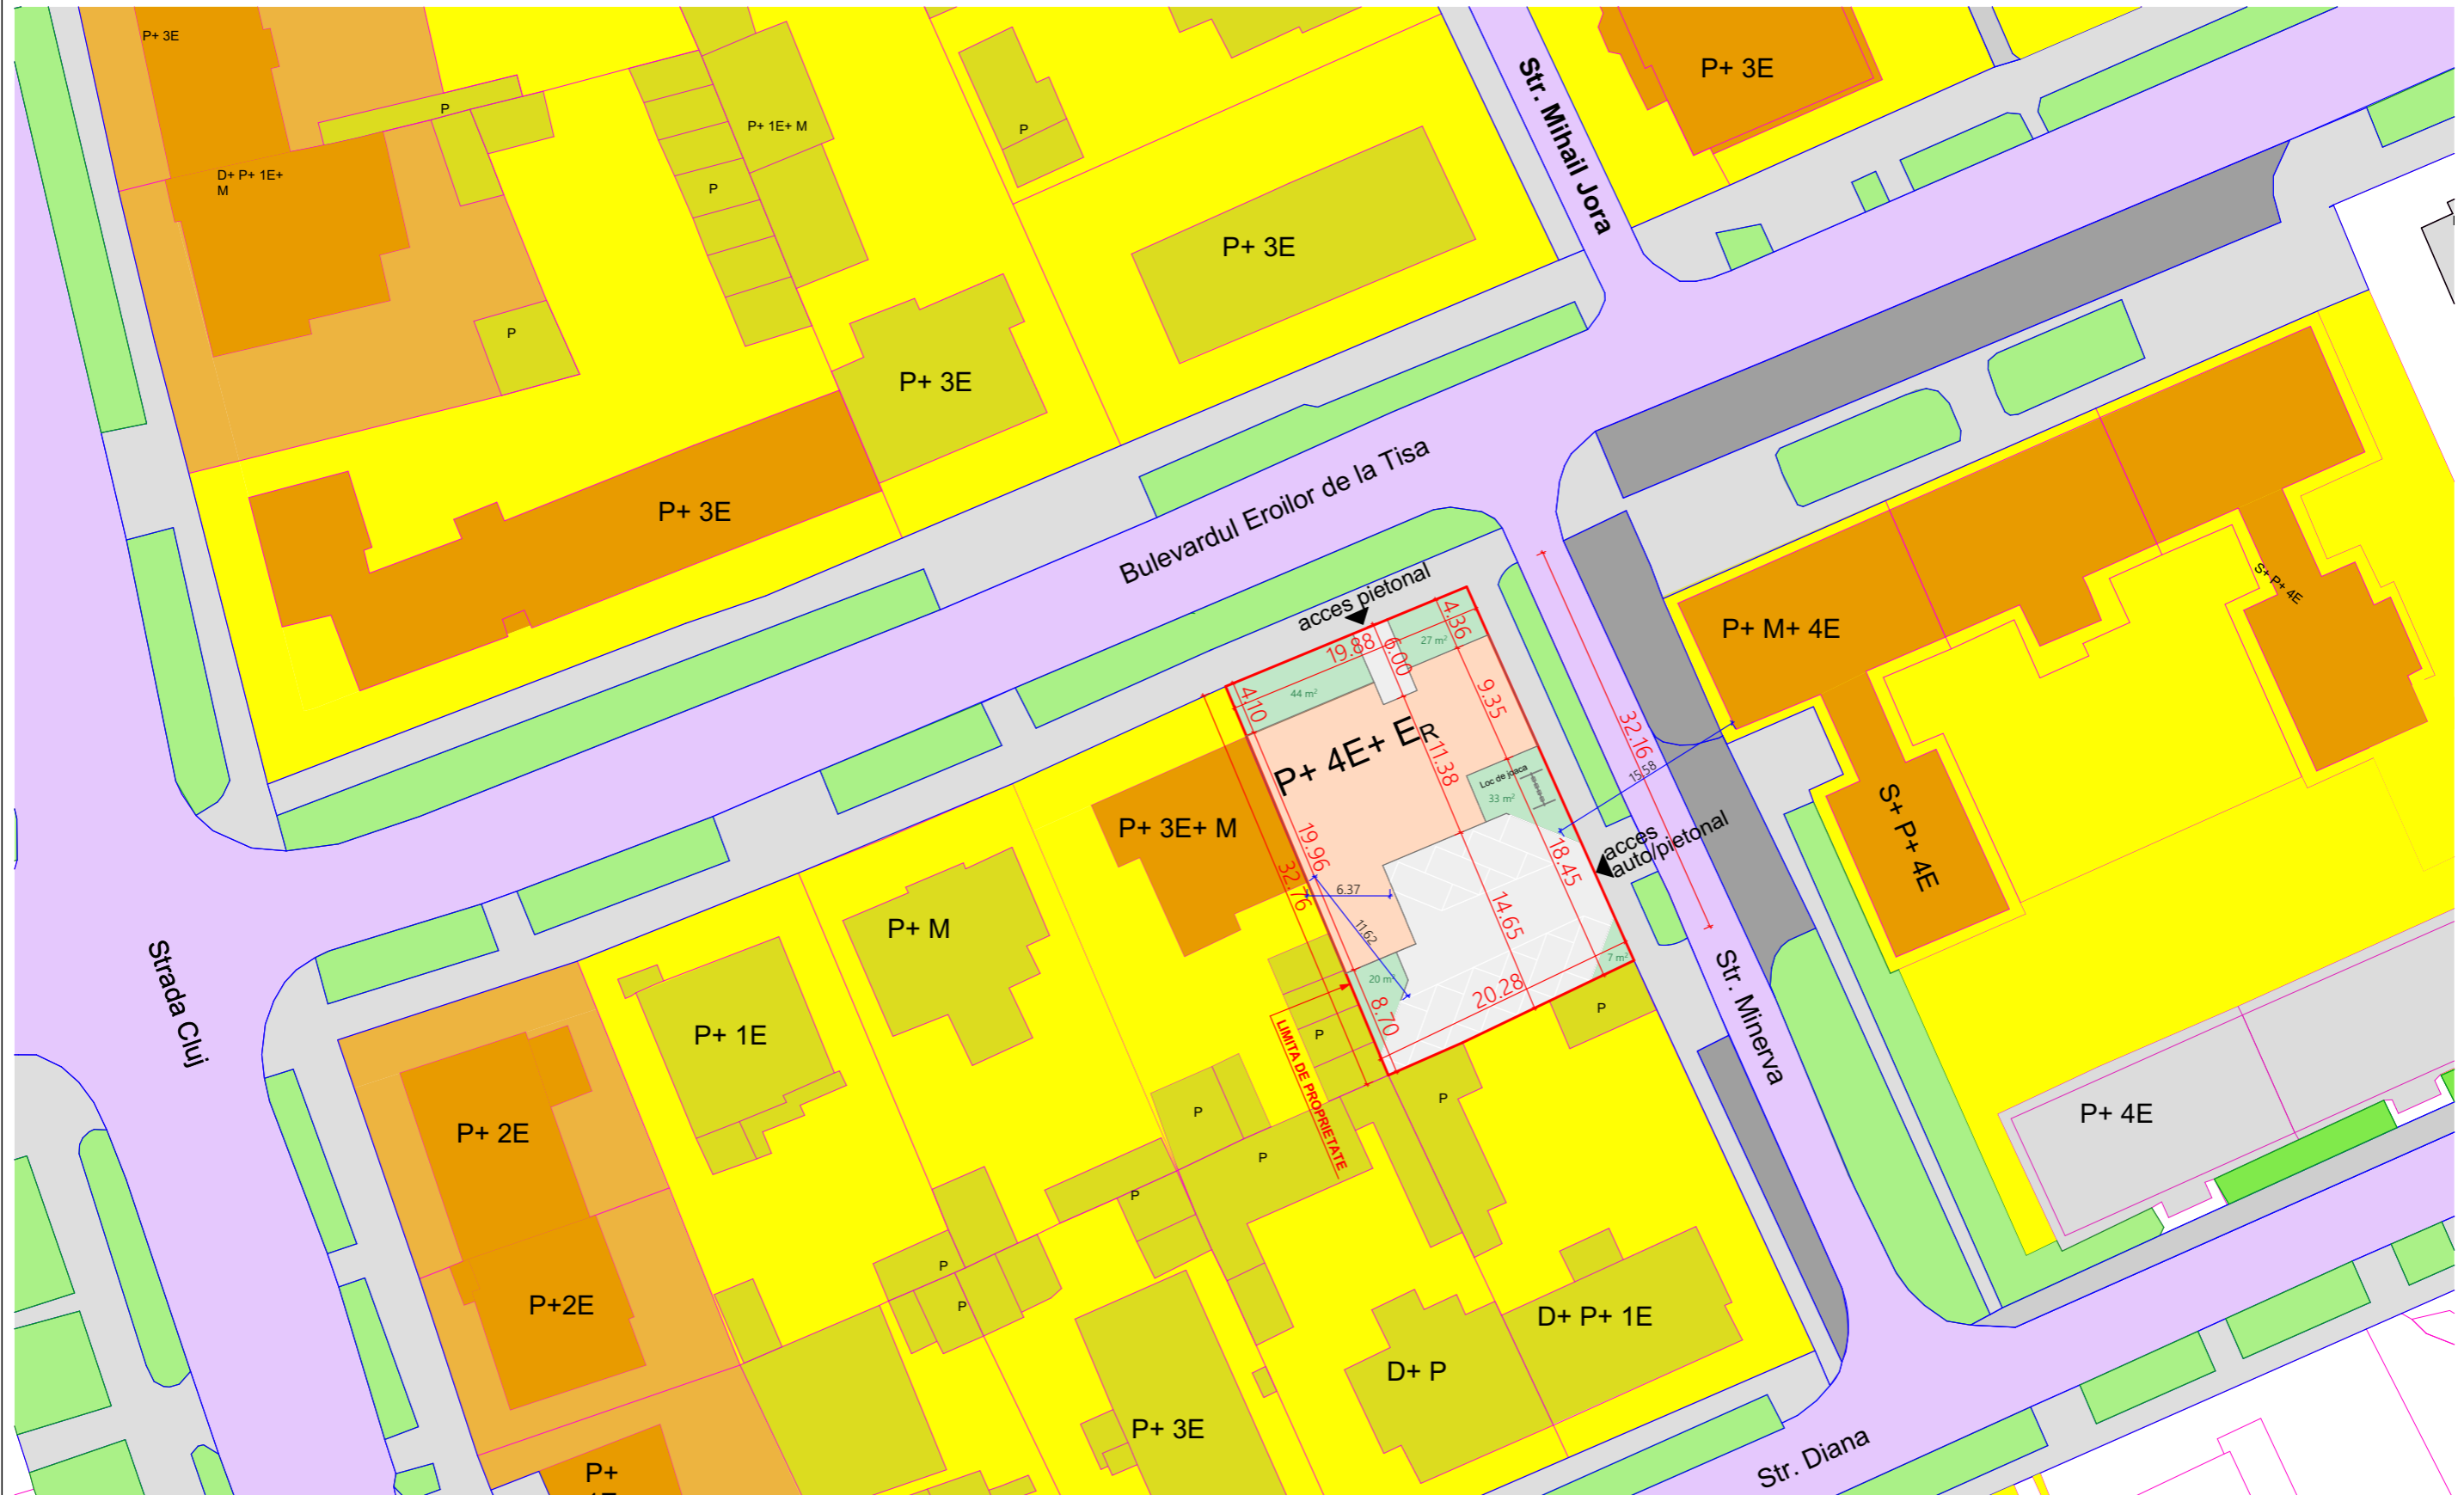 P+ 3E
P
D+ P+ 1E+
M
P
P+ 1E+ M
P
P
P+ 3E
Str. Mihail Jora
P+ 3E
P+ 3E
P+ 3E
Bulevardul Eroilor de la Tisa
acces pietonal
19.88
6.00
4.36
27 m²
44 m²
4.10
9.35
P+ 4E+ ER
11.38
Loc de joaca
33 m²
32.16
15.58
P+ M+ 4E
S+ P+ 4E
S+ P+ 4E
P+ 3E+ M
19.96
32.76
6.37
11.62
18.45
acces
auto/pietonal
14.65
20 m²
8.70
20.28
7 m²
P
P
LIMITA DE PROPRIETATE
P+ M
P+ 1E
Strada Cluj
Str. Minerva
P+ 4E
P+ 2E
P
P
P
P
P
P
P+2E
D+ P+ 1E
D+ P
P+ 3E
P+
Str. Diana